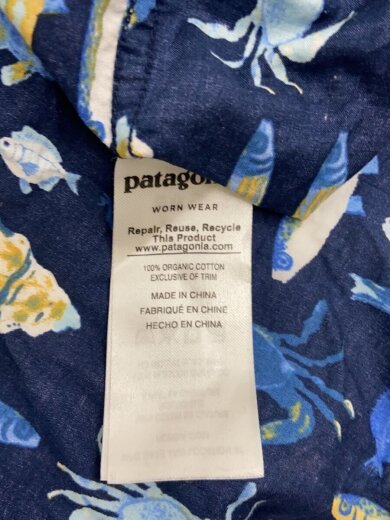 patagonia
WORN WEAR
Repair, Reuse, Recycle
This Product
www.patagonia.com
100% ORGANIC COTTON
EXCLUSIVE OF TRIM
MADE IN CHINA
FABRIQUÉ EN CHINE
HECHO EN CHINA